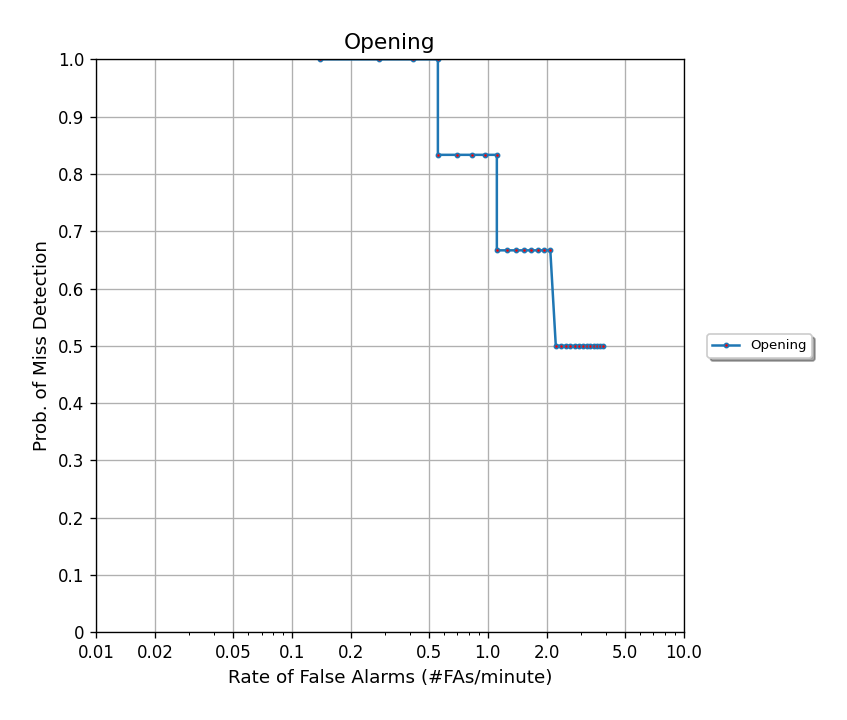 Opening
1.0
0.9
0.8
0.7
0.6
0.5
0.4
0.3
0.2
0.1
0
Prob. of Miss Detection
0.01 0.02 0.05 0.1 0.2 0.5 1.0 2.0 5.0 10.0
Rate of False Alarms (#FAs/minute)
Opening